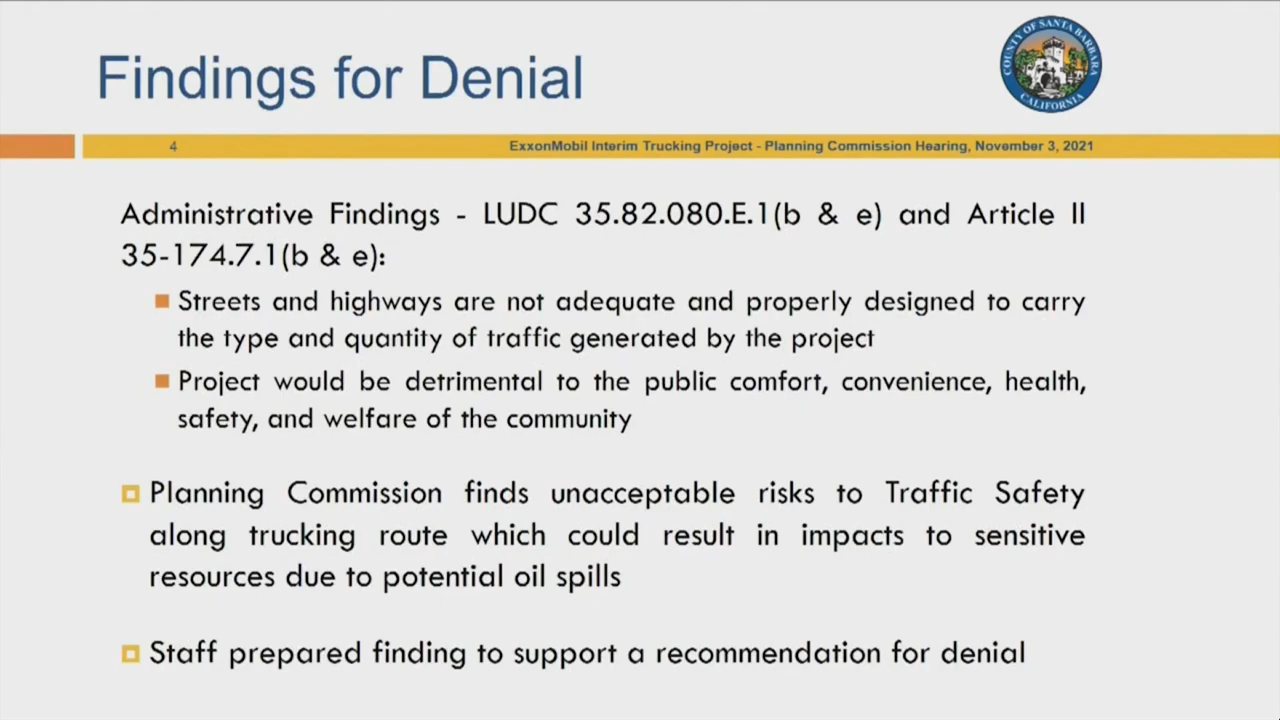 Findings for Denial
COUNTY OF SANTA BARBARA
CALIFORNIA
4
ExxonMobil Interim Trucking Project - Planning Commission Hearing, November 3, 2021
Administrative Findings - LUDC 35.82.080.E.1(b & e) and Article II
35-174.7.1(b & e):
Streets and highways are not adequate and properly designed to carry
the type and quantity of traffic generated by the project
Project would be detrimental to the public comfort, convenience, health,
safety, and welfare of the community
Planning Commission finds unacceptable risks to Traffic Safety
along trucking route which could result in impacts to sensitive
resources due to potential oil spills
Staff prepared finding to support a recommendation for denial